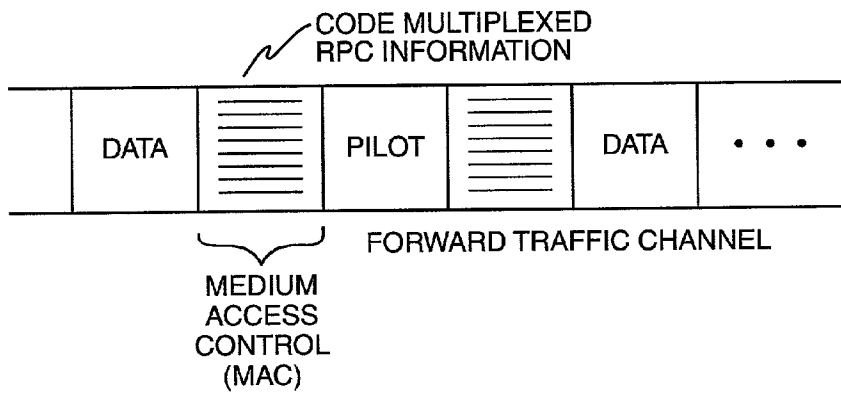 CODE MULTIPLEXED
RPC INFORMATION
DATA
PILOT
DATA
• • •
FORWARD TRAFFIC CHANNEL
MEDIUM
ACCESS
CONTROL
(MAC)